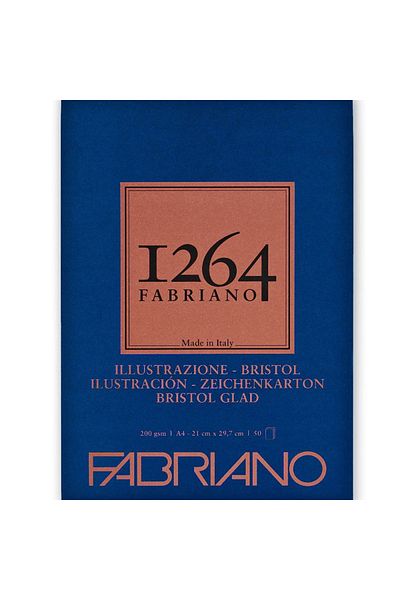 1264
FABRIANO
Made in Italy
ILLUSTRAZIONE - BRISTOL
ILUSTRACIÓN - ZEICHENKARTON
BRISTOL GLAD
200 gsm | A4 - 21 cm x 29,7 cm | 50
FABRIANO